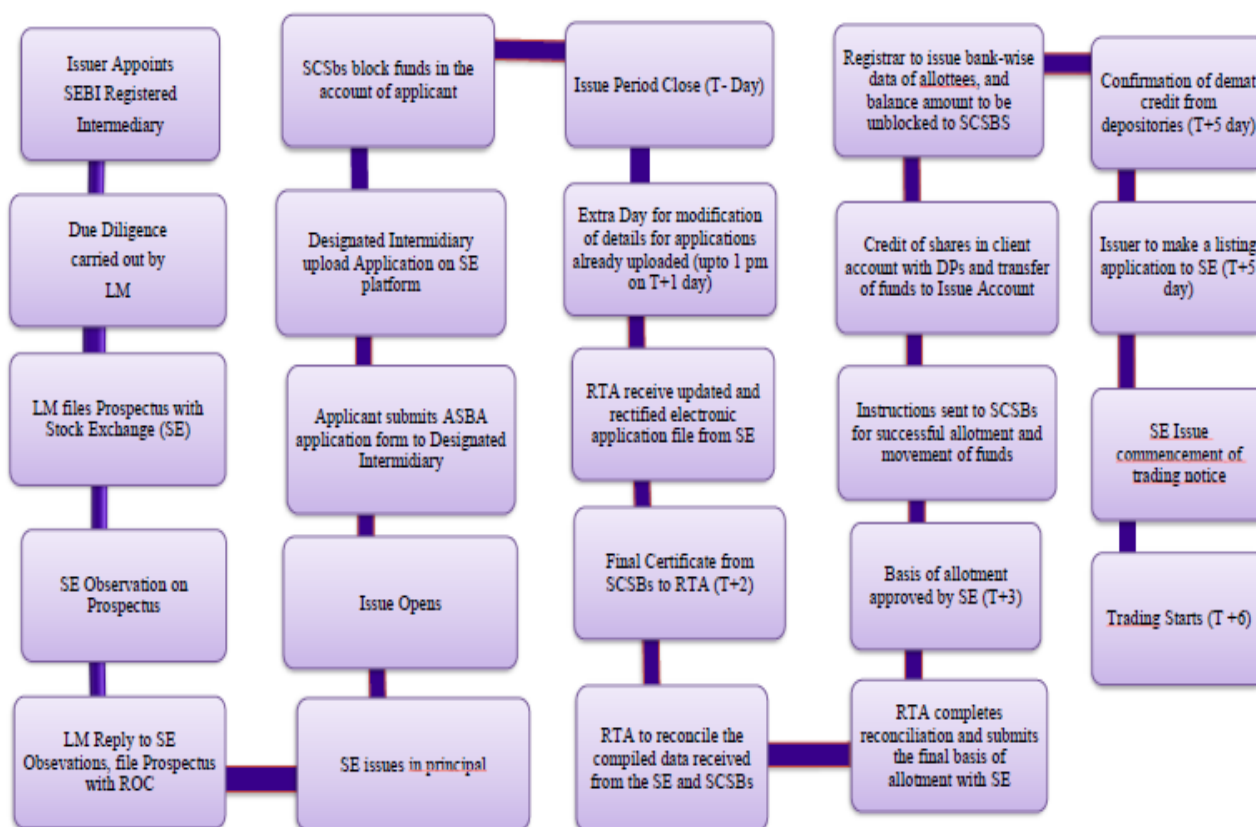 Issuer Appoints
SEBI Registered
Intermediary
Due Diligence
carried out by
LM
LM files Prospectus with
Stock Exchange (SE)
SE Observation on
Prospectus
LM Reply to SE
Obsevations, file Prospectus
with ROC
SE issues in principal
Issue Opens
Applicant submits ASBA
application form to Designated
Intermidiary
Designated Intermidiary
upload Application on SE
platform
SCSbs block funds in the
account of applicant
Issue Period Close (T- Day)
Extra Day for modification
of details for applications
already uploaded (upto 1 pm
on T+1 day)
RTA receive updated and
rectified electronic
application file from SE
Final Certificate from
SCSBs to RTA (T+2)
RTA to reconcile the
compiled data received
from the SE and SCSBs
RTA completes
reconciliation and submits
the final basis of
allotment with SE
Basis of allotment
approved by SE (T+3)
Instructions sent to SCSBs
for successful allotment and
movement of funds
Credit of shares in client
account with DPs and transfer
of funds to Issue Account
Registrar to issue bank-wise
data of allottees, and
balance amount to be
unblocked to SCSBS
Confirmation of demat
credit from
depositories (T+5 day)
Issuer to make a listing
application to SE (T+5
day)
SE Issue
commencement of
trading notice
Trading Starts (T +6)